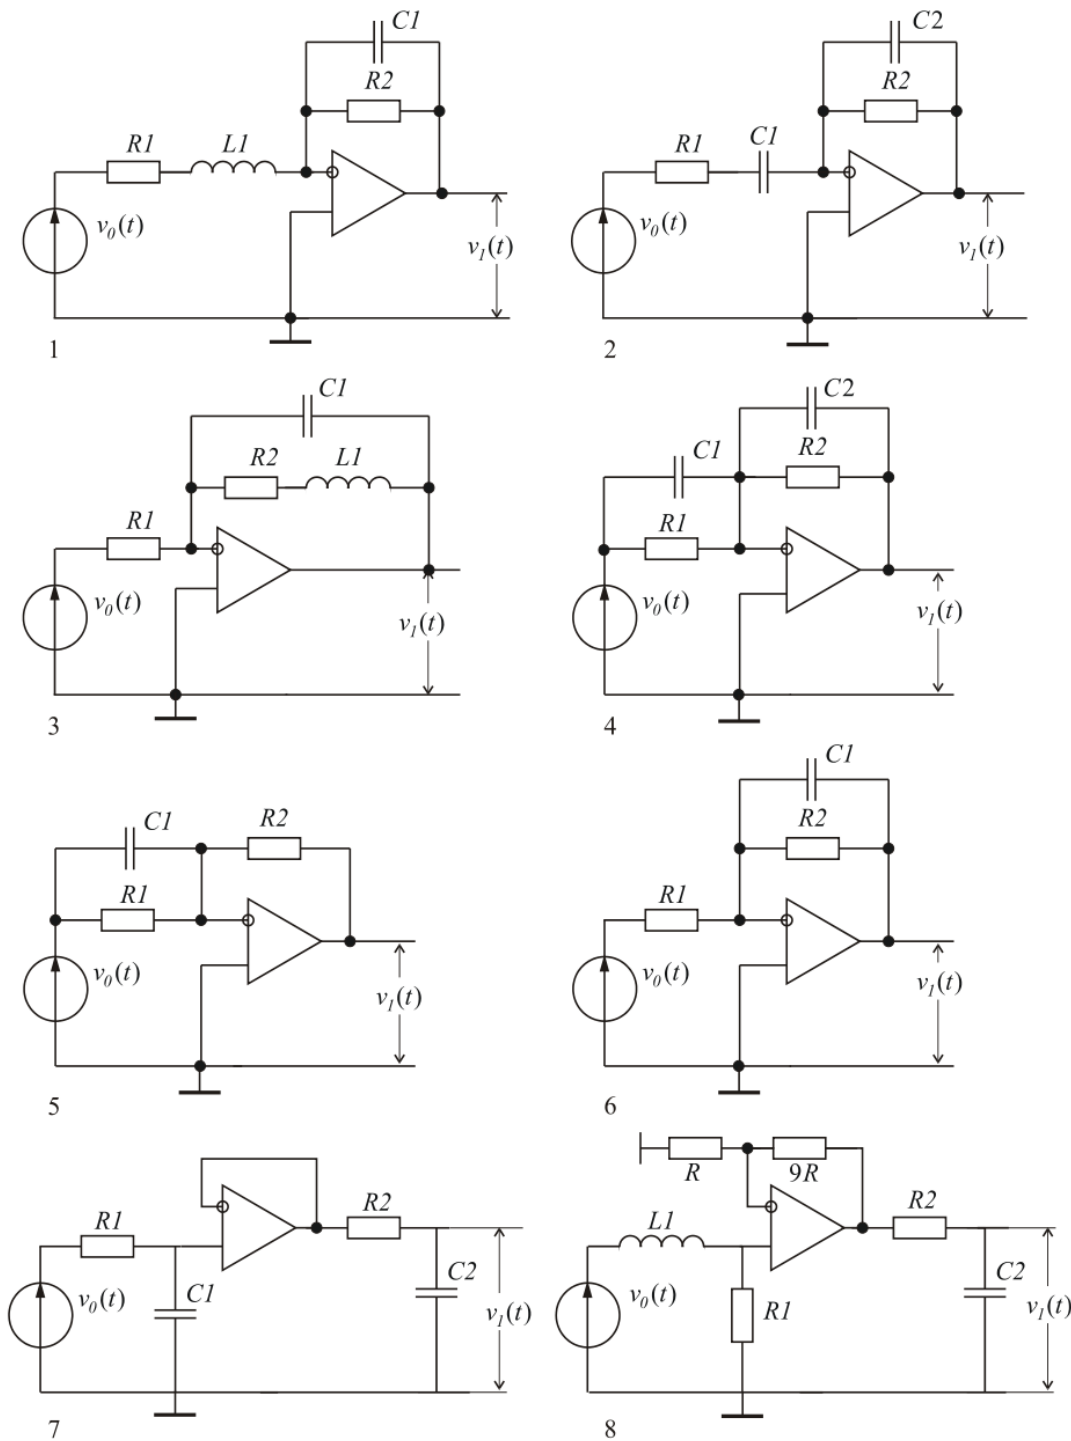 C1
R2
R1
L1
v0(t)
v1(t)
1
C2
R2
R1
C1
v0(t)
v1(t)
2
C1
R2
L1
R1
v0(t)
v1(t)
3
C2
C1
R2
R1
v0(t)
v1(t)
4
C1
R2
R1
v0(t)
v1(t)
5
C1
R2
R1
v0(t)
v1(t)
6
R1
R2
C1
C2
v0(t)
v1(t)
7
R
9R
L1
R2
C2
v0(t)
R1
v1(t)
8